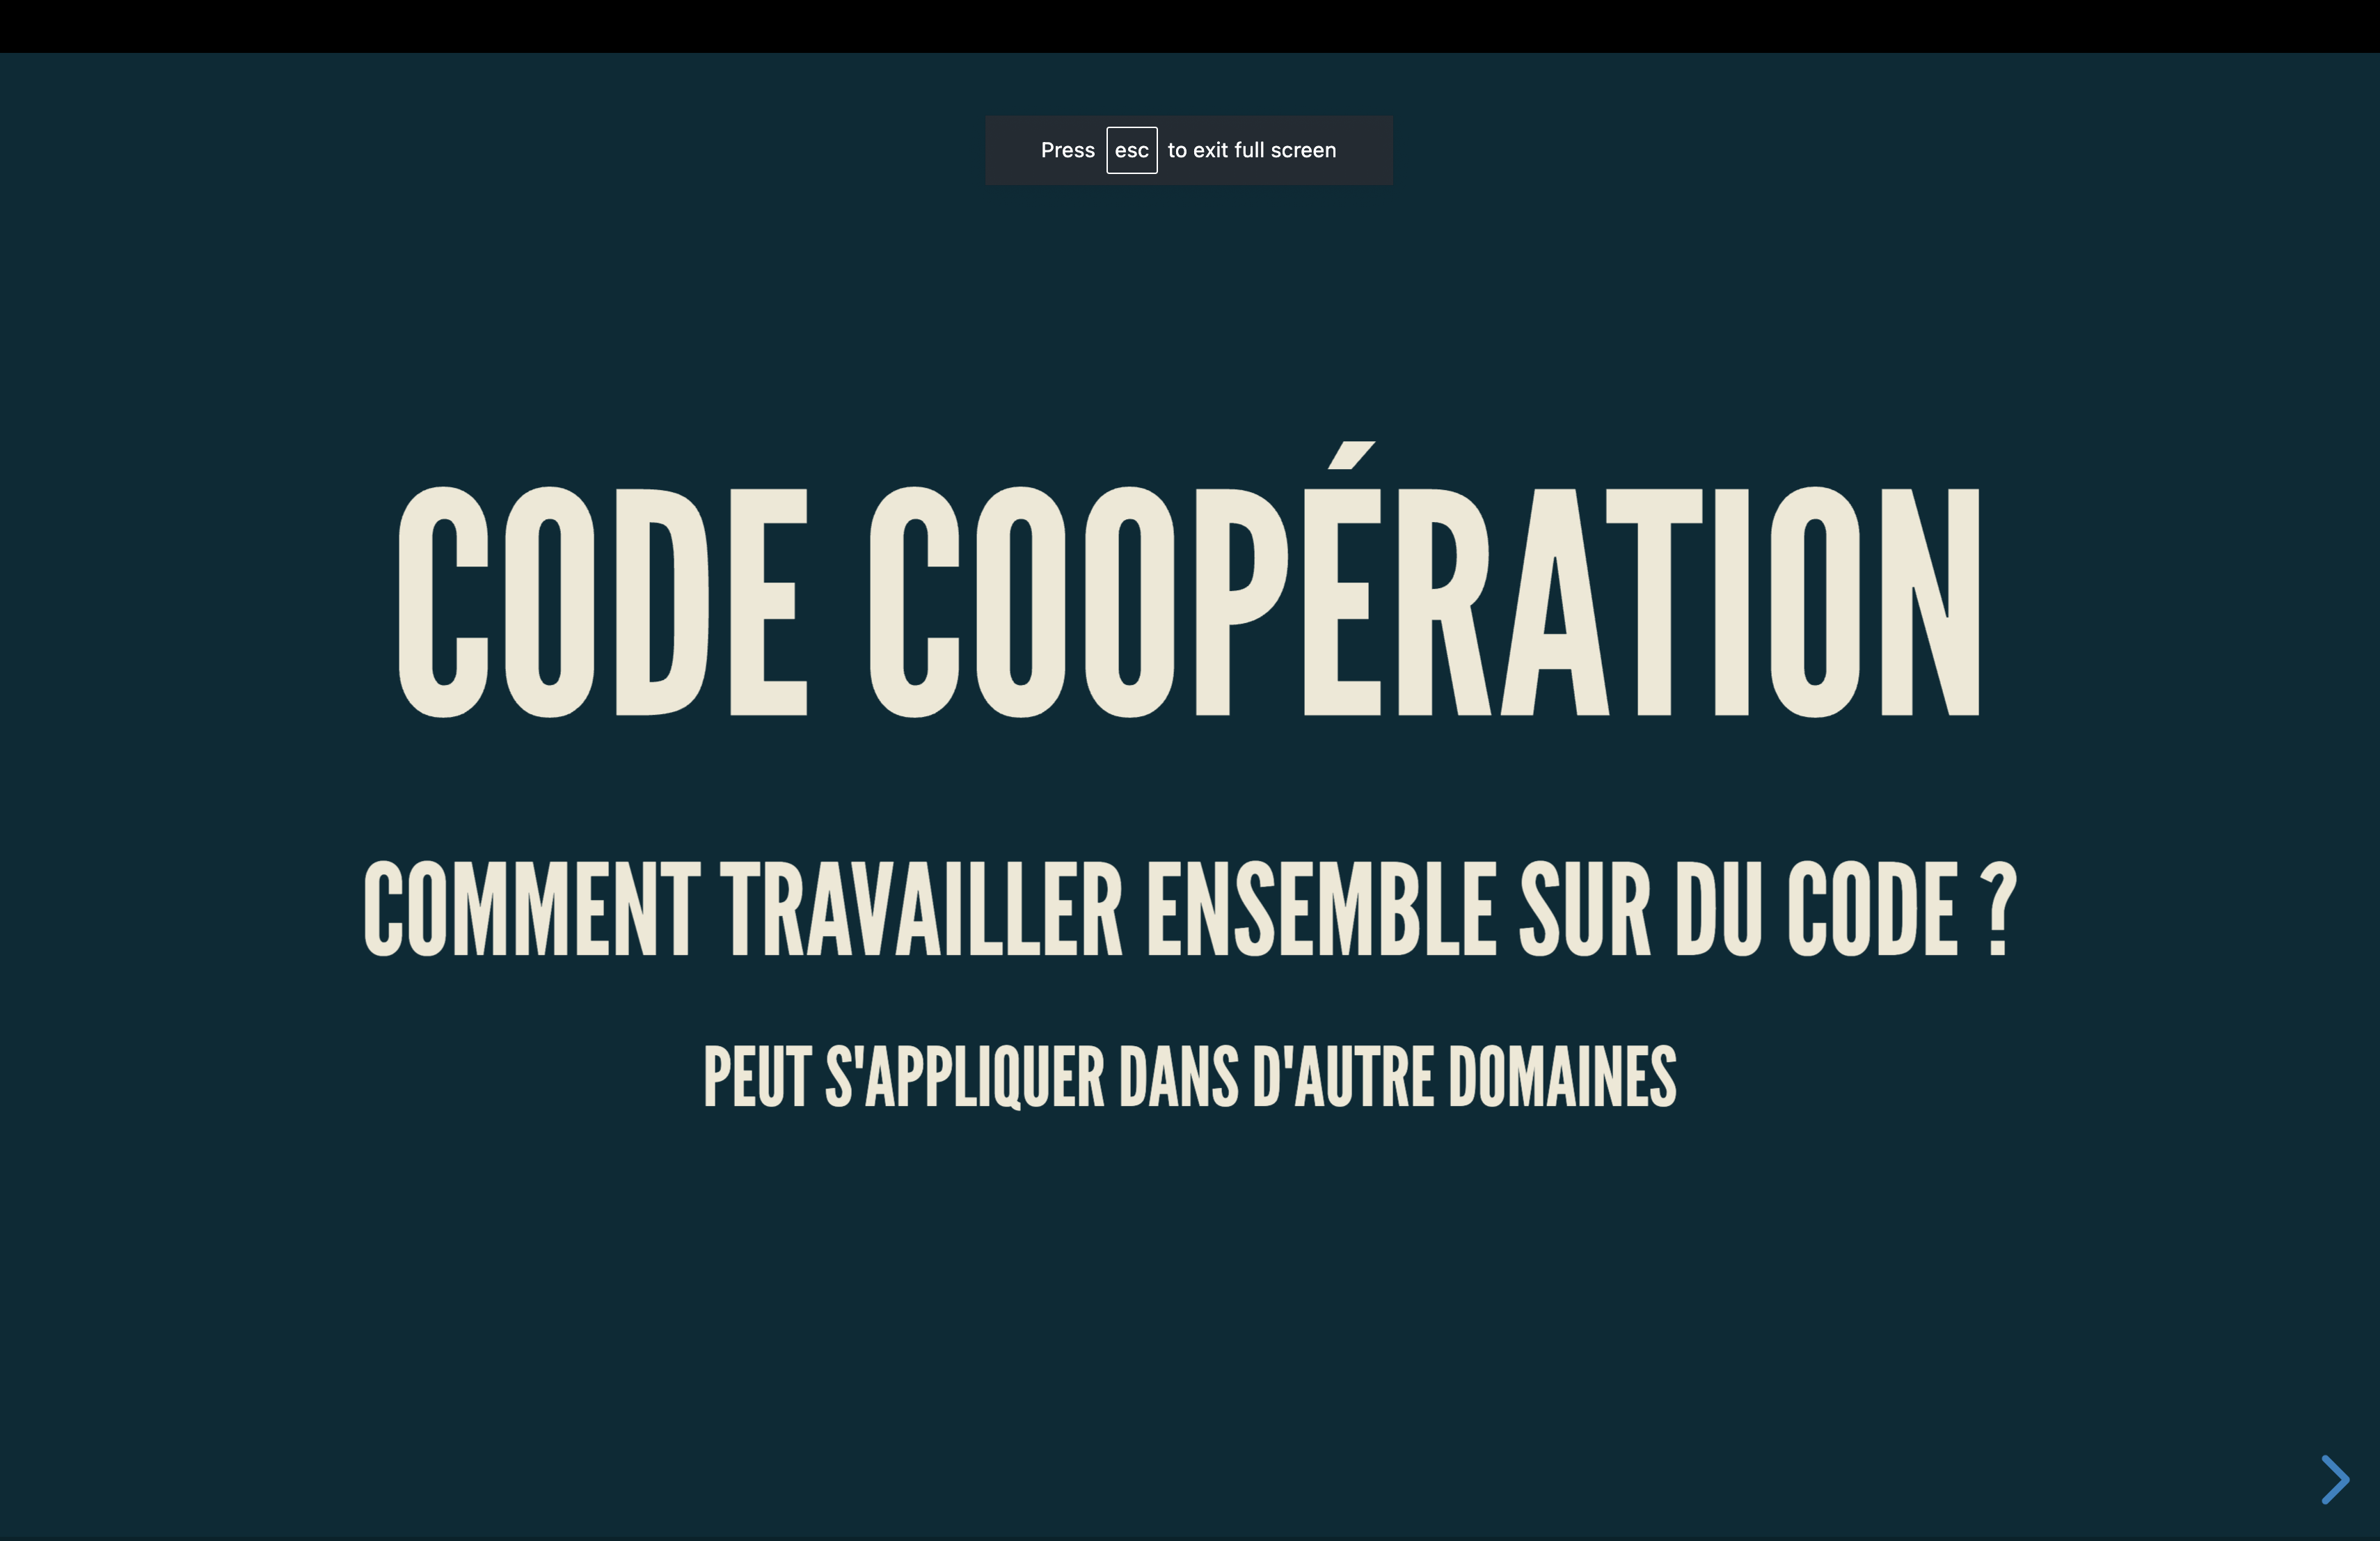 Press esc to exit full screen
CODE COOPÉRATION
COMMENT TRAVAILLER ENSEMBLE SUR DU CODE ?
PEUT S'APPLIQUER DANS D'AUTRE DOMAINES